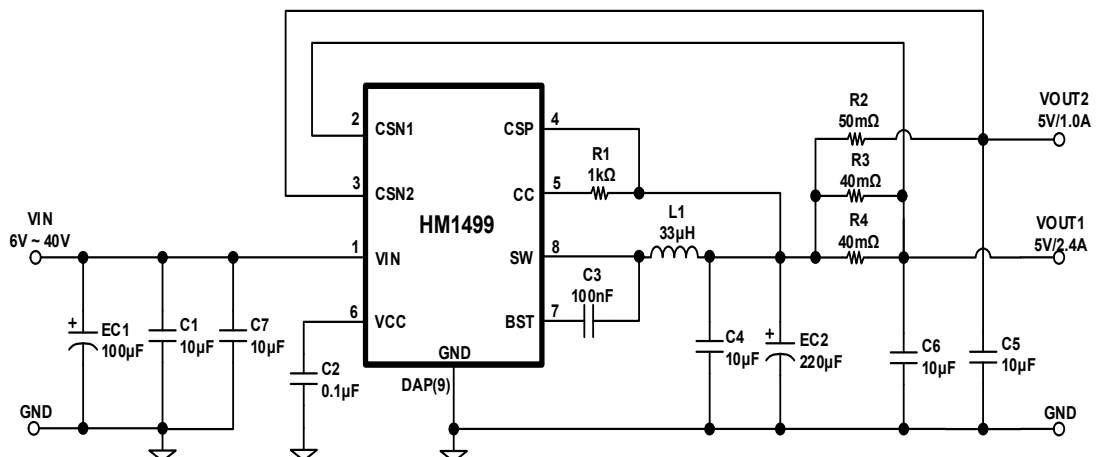 R2
50mΩ
VOUT2
5V/1.0A
2
CSN1
CSP
4
R1
1kΩ
R3
40mΩ
3
CSN2
CC
5
HM1499
L1
33µH
R4
40mΩ
VOUT1
5V/2.4A
VIN
6V ~ 40V
1
VIN
SW
8
C3
100nF
6
VCC
BST
7
+
EC1
100µF
C1
10µF
C7
10µF
C2
0.1µF
GND
DAP(9)
C4
10µF
+
EC2
220µF
C6
10µF
C5
10µF
GND
GND